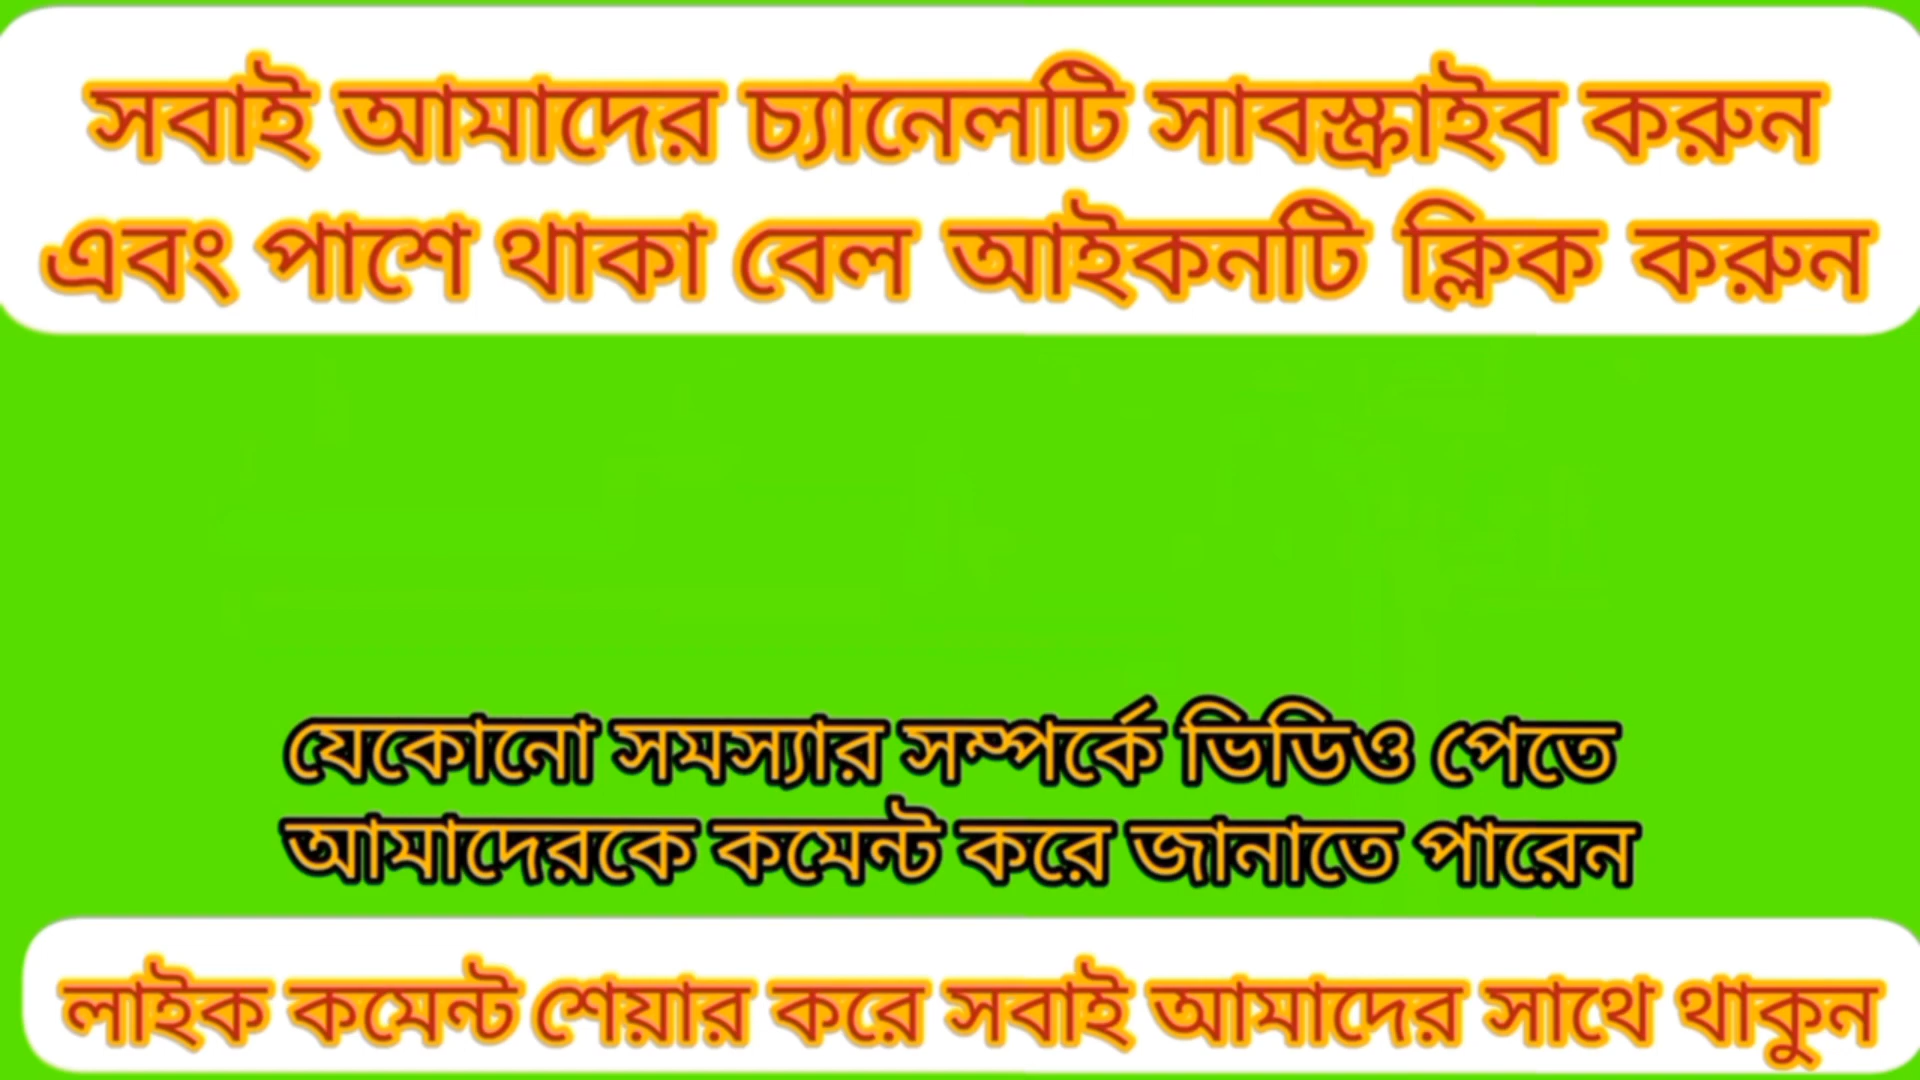 সবাই আমাদের চ্যানেলটি সাবস্ক্রাইব করুন
এবং পাশে থাকা বেল আইকনটি ক্লিক করুন
যেকোনো সমস্যার সম্পর্কে ভিডিও পেতে
আমাদেরকে কমেন্ট করে জানাতে পারেন
লাইক কমেন্ট শেয়ার করে সবাই আমাদের সাথে থাকুন